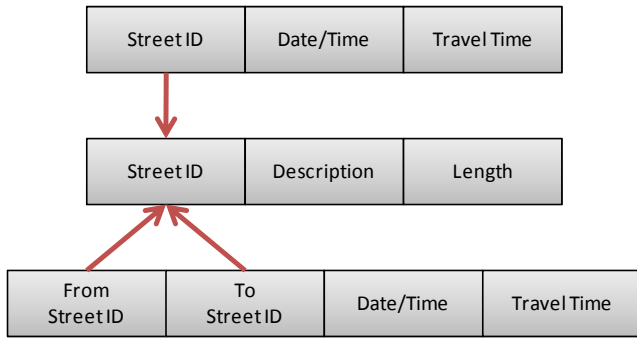 Street ID Date/Time Travel Time
Street ID Description Length
From To
Street ID Street ID Date/Time Travel Time